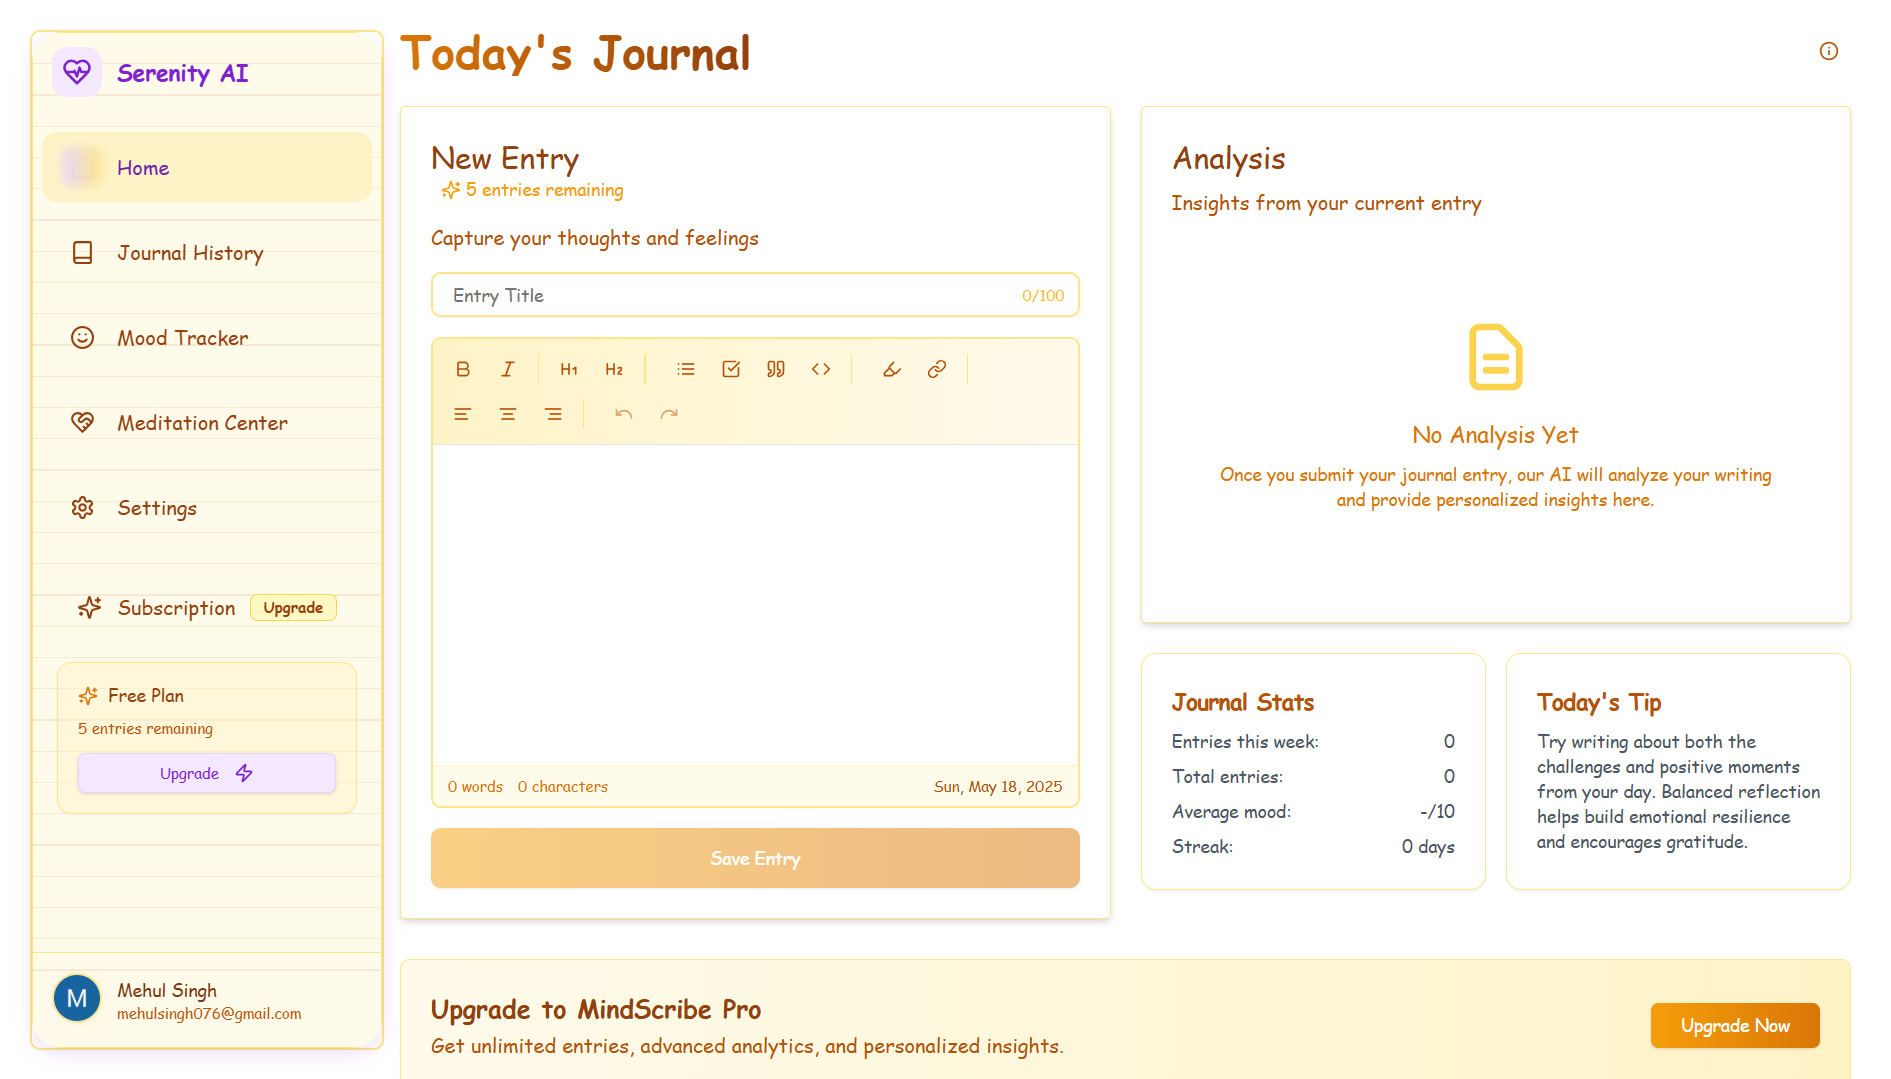 Serenity AI
Home
Journal History
Mood Tracker
Meditation Center
Settings
Subscription Upgrade
Free Plan
5 entries remaining
Upgrade
M
Mehul Singh
mehulsingh076@gmail.com
Today's Journal
New Entry
5 entries remaining
Capture your thoughts and feelings
Entry Title 0/100
B I H1 H2
0 words 0 characters Sun, May 18, 2025
Save Entry
Analysis
Insights from your current entry
No Analysis Yet
Once you submit your journal entry, our AI will analyze your writing
and provide personalized insights here.
Journal Stats
Entries this week: 0
Total entries: 0
Average mood: -/10
Streak: 0 days
Today's Tip
Try writing about both the
challenges and positive moments
from your day. Balanced reflection
helps build emotional resilience
and encourages gratitude.
Upgrade to MindScribe Pro
Get unlimited entries, advanced analytics, and personalized insights.
Upgrade Now